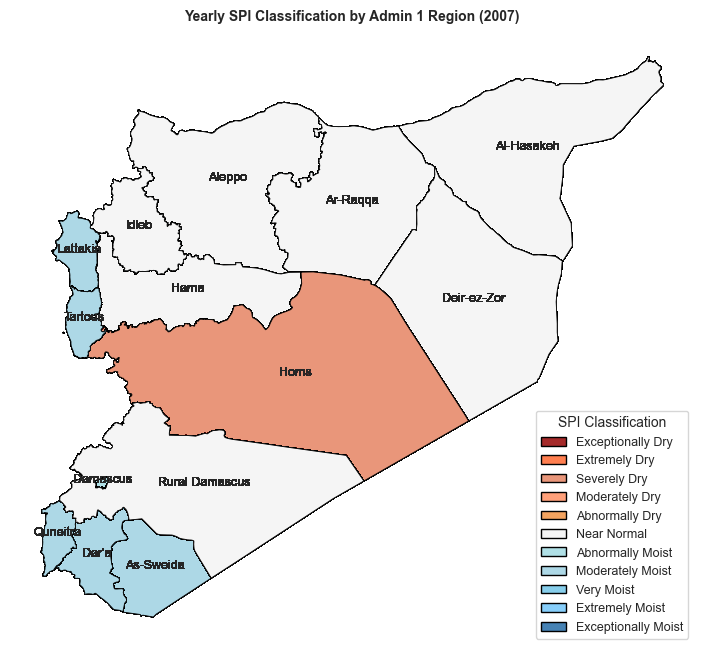 Yearly SPI Classification by Admin 1 Region (2007)
Al-Hasakeh
Aleppo
Ar-Raqqa
Idleb
Lattakia
Hama
Deir-ez-Zor
Tartous
Homs
Damascus
Rural Damascus
Quneitra
Dar'a
As-Sweida
SPI Classification
Exceptionally Dry
Extremely Dry
Severely Dry
Moderately Dry
Abnormally Dry
Near Normal
Abnormally Moist
Moderately Moist
Very Moist
Extremely Moist
Exceptionally Moist